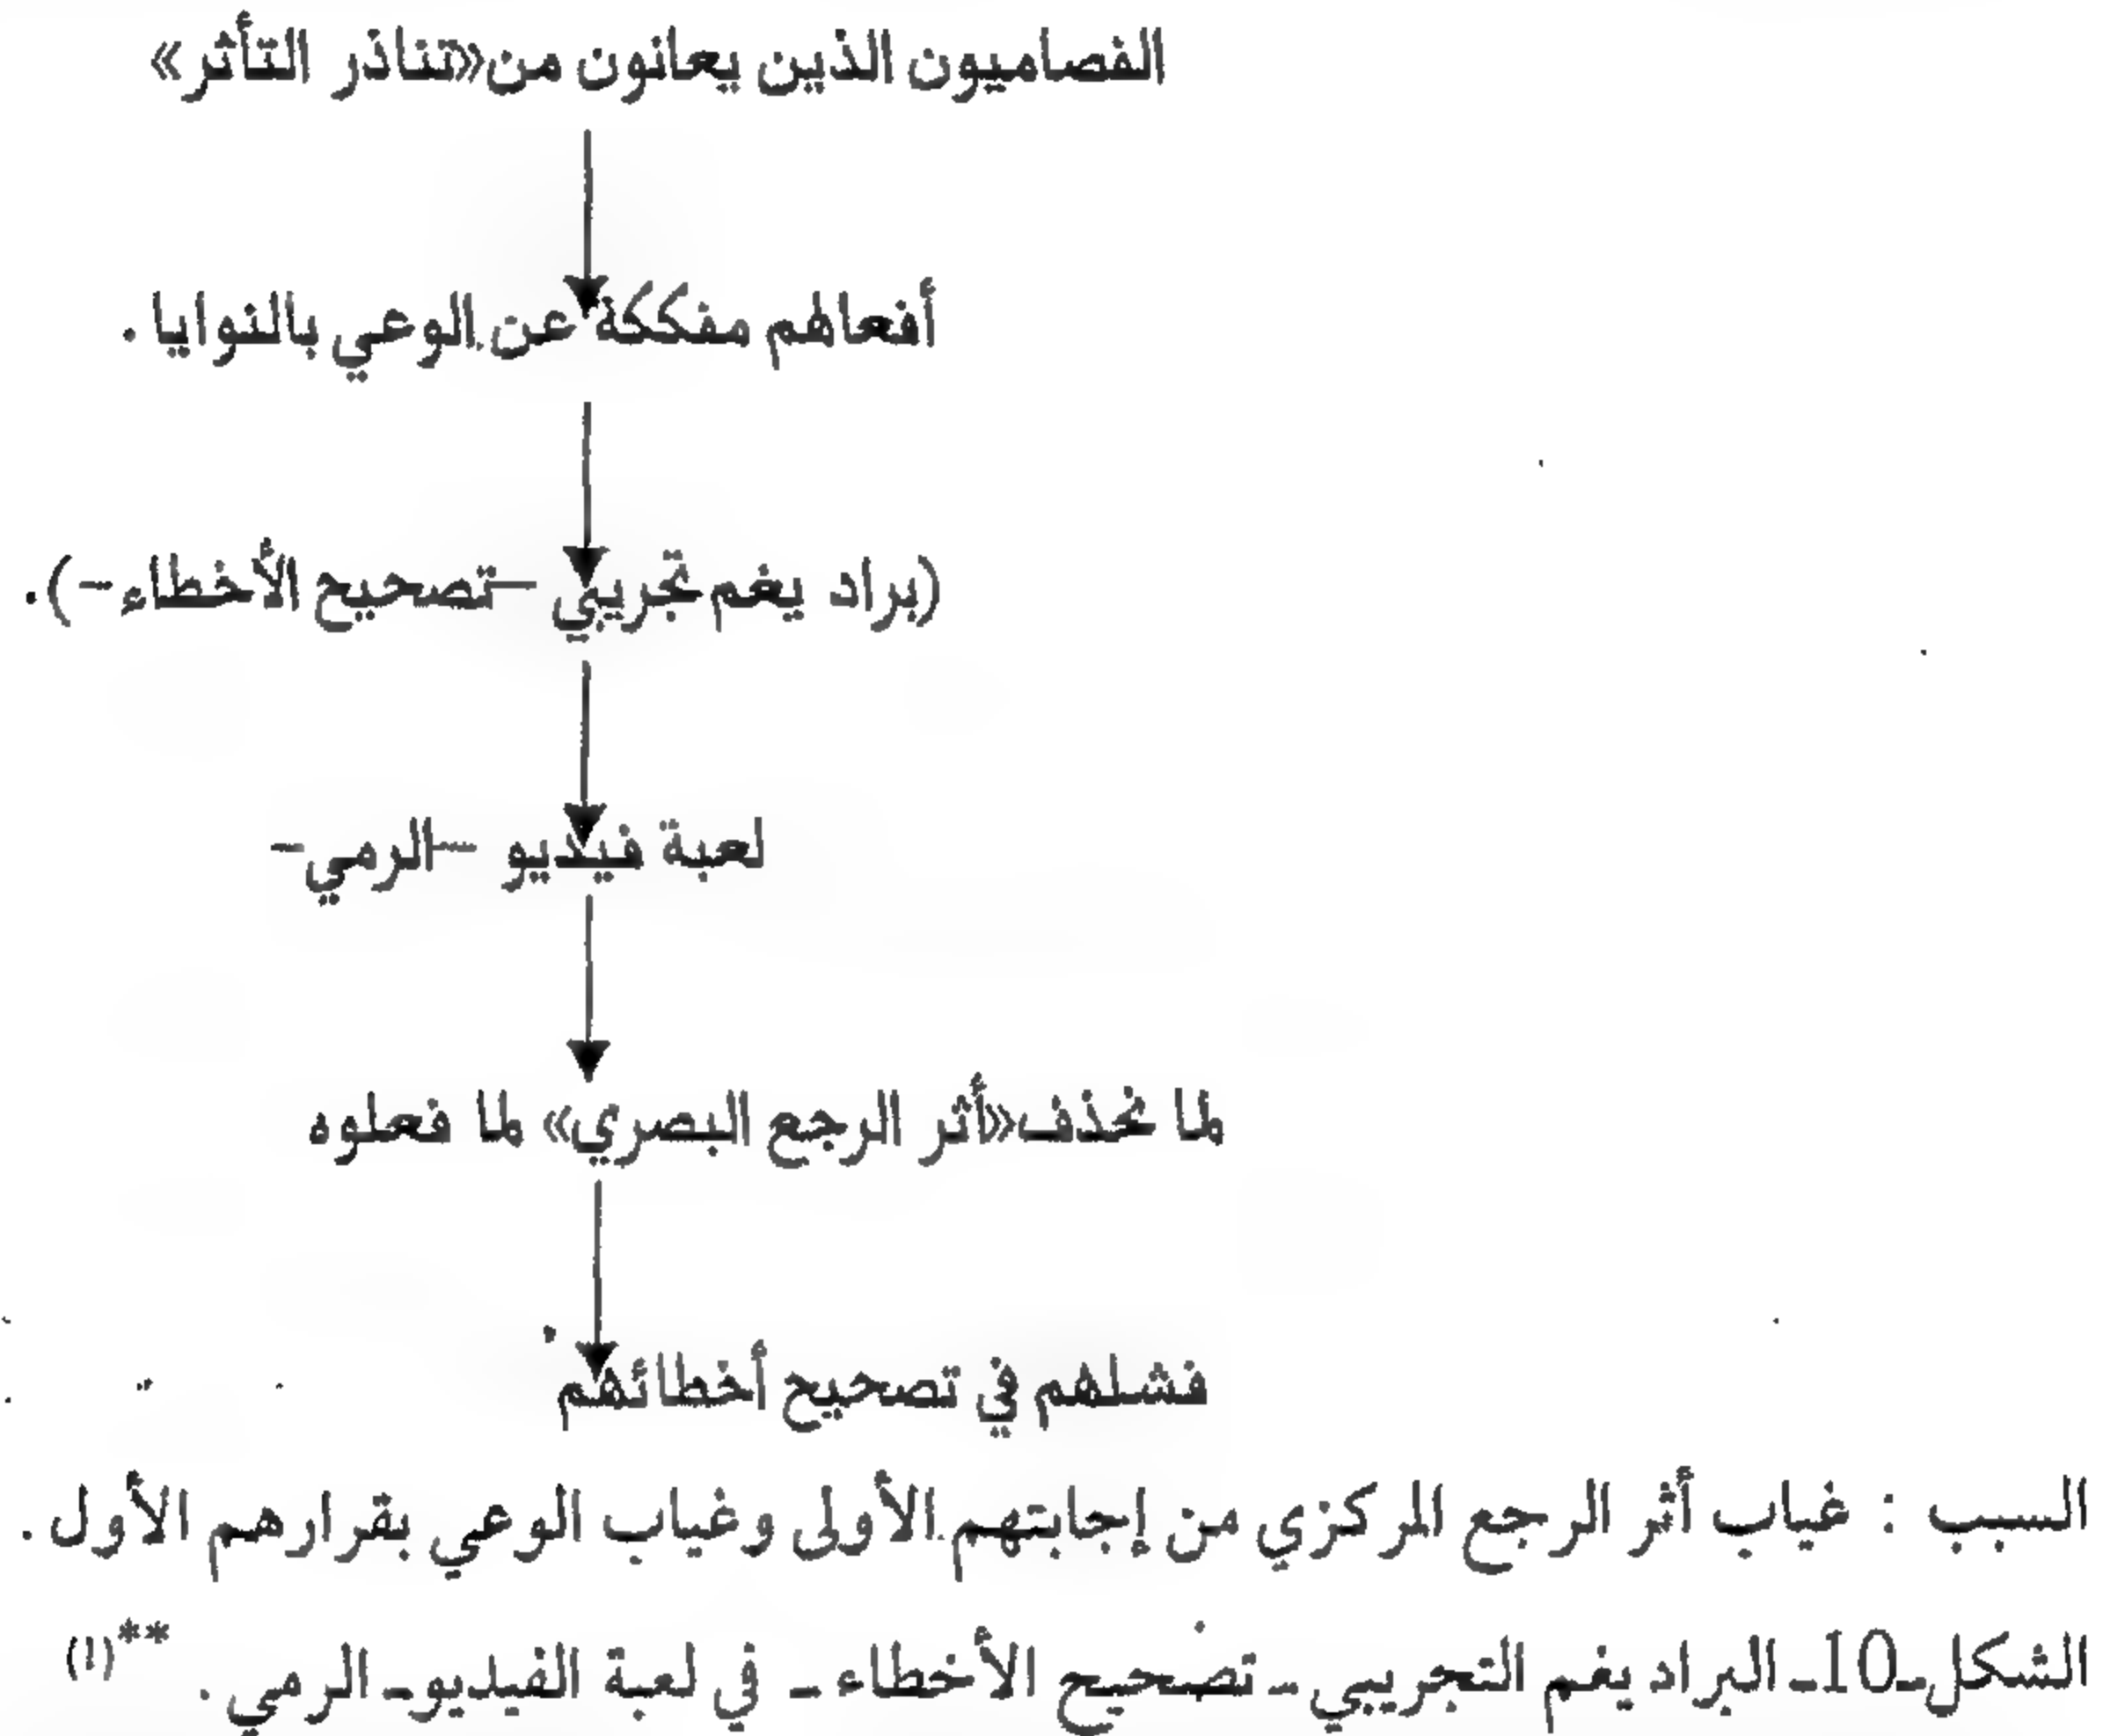 الفصاميون الذين يعانون من«تناذر التأثر»
أفعالهم مفككة عن الوعي بالنوايا.
(براد يغم تجريبي –تصحيح الأخطاء-).
لعبة فيديو –الرمي-
لما تحذف«أثر الرجع البصري» لما فعلوه
فشلهم في تصحيح أخطائهم
السبب : غياب أثر الرجع المركزي من إجابتهم الأولى وغياب الوعي بقرارهم الأول.
الشكل-10- البراد يغم التجريبي - تصحيح الأخطاء - في لعبة الفيديو- الرمي. **(1)